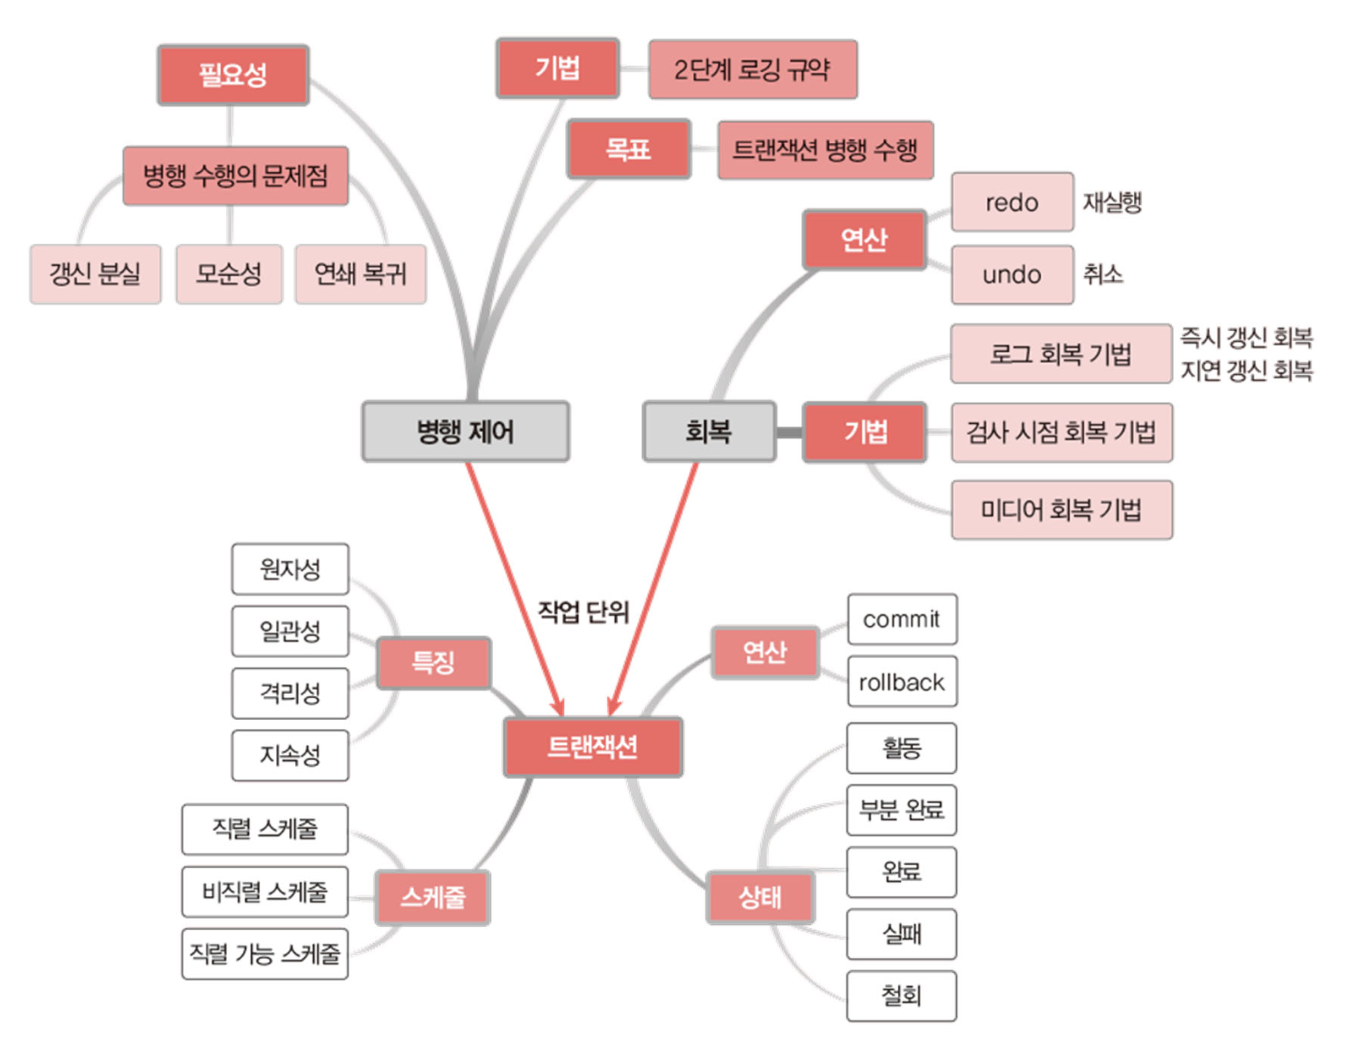 필요성
병행 수행의 문제점
갱신 분실
모순성
연쇄 복귀
기법
2단계 로깅 규약
목표
트랜잭션 병행 수행
연산
redo
재실행
undo
취소
병행 제어
회복
기법
로그 회복 기법
즉시 갱신 회복
지연 갱신 회복
검사 시점 회복 기법
미디어 회복 기법
작업 단위
트랜잭션
특징
원자성
일관성
격리성
지속성
스케줄
직렬 스케줄
비직렬 스케줄
직렬 가능 스케줄
연산
commit
rollback
상태
활동
부분 완료
완료
실패
철회